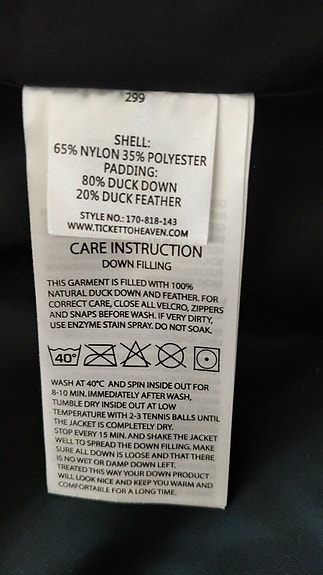 299
SHELL:
65% NYLON 35% POLYESTER
PADDING:
80% DUCK DOWN
20% DUCK FEATHER
STYLE NO.: 170-818-143
WWW.TICKETTOHEAVEN.COM
CARE INSTRUCTION
DOWN FILLING
THIS GARMENT IS FILLED WITH 100%
NATURAL DUCK DOWN AND FEATHER. FOR
CORRECT CARE, CLOSE ALL VELCRO, ZIPPERS
AND SNAPS BEFORE WASH. IF VERY DIRTY,
USE ENZYME STAIN SPRAY. DO NOT SOAK.
40°
WASH AT 40°C AND SPIN INSIDE OUT FOR
8-10 MIN. IMMEDIATELY AFTER WASH,
TUMBLE DRY INSIDE OUT AT LOW
TEMPERATURE WITH 2-3 TENNIS BALLS UNTIL
THE JACKET IS COMPLETELY DRY.
STOP EVERY 15 MIN. AND SHAKE THE JACKET
WELL TO SPREAD THE DOWN FILLING. MAKE
SURE ALL DOWN IS LOOSE AND THAT THERE
IS NO WET OR DAMP DOWN LEFT.
TREATED THIS WAY YOUR DOWN PRODUCT
WILL LOOK NICE AND KEEP YOU WARM AND
COMFORTABLE FOR A LONG TIME.